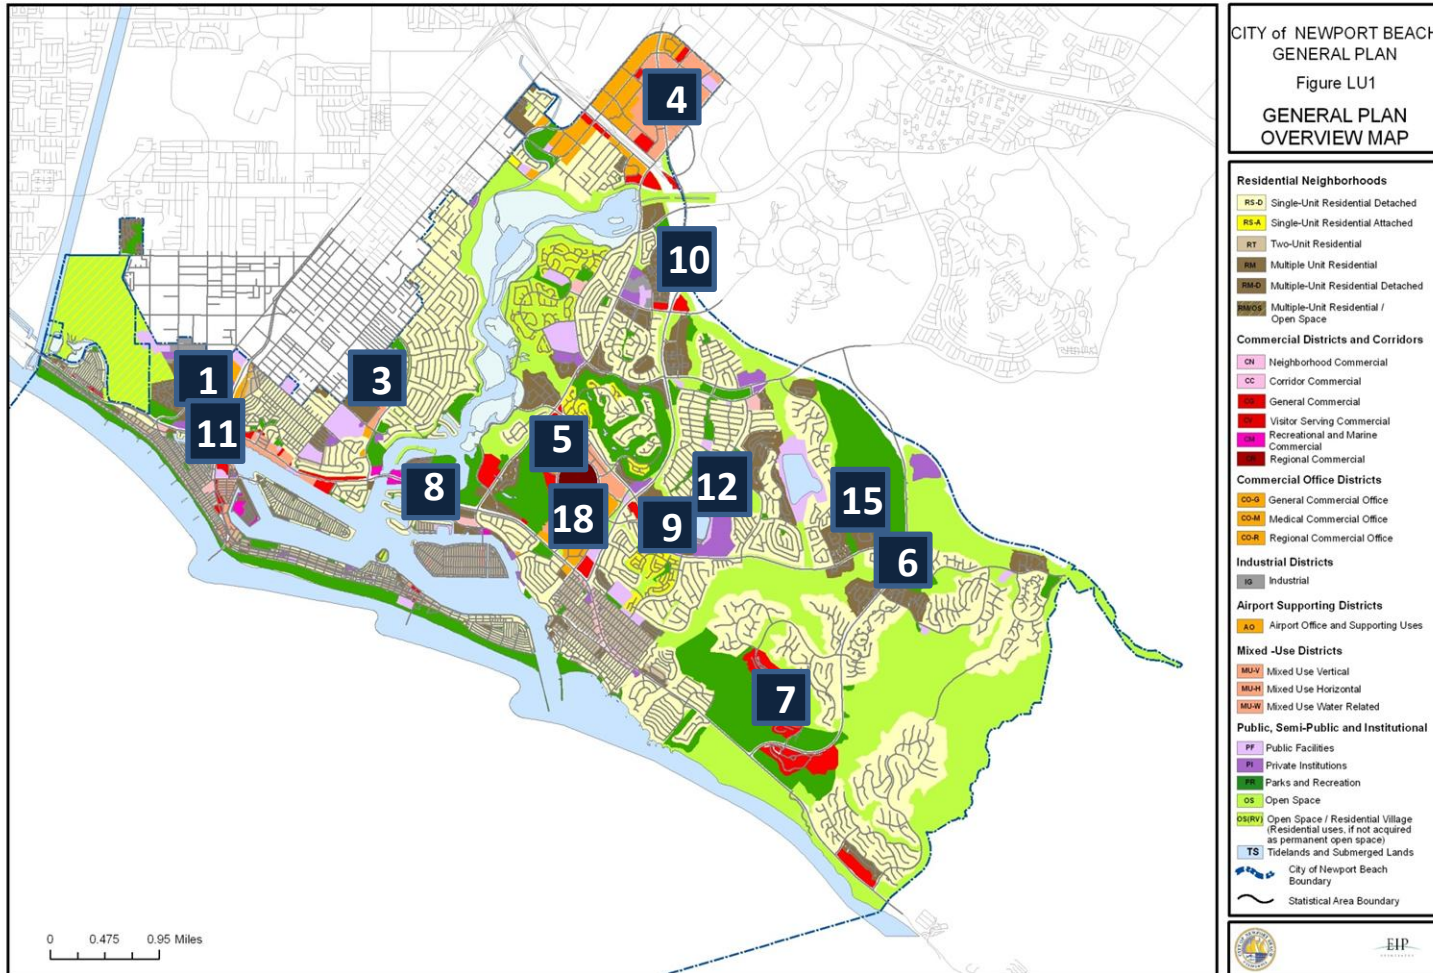 CITY of NEWPORT BEACH
GENERAL PLAN
Figure LU1
GENERAL PLAN
OVERVIEW MAP
4
10
1
3
11
5
8
12
18
9
15
6
7
0 0.475 0.95 Miles
Residential Neighborhoods
RS-D Single-Unit Residential Detached
RS-A Single-Unit Residential Attached
RT Two-Unit Residential
RM Multiple Unit Residential
RM-D Multiple-Unit Residential Detached
RM/OS Multiple-Unit Residential /
Open Space
Commercial Districts and Corridors
CN Neighborhood Commercial
CC Corridor Commercial
CG General Commercial
CV Visitor Serving Commercial
CM Recreational and Marine
Commercial
CR Regional Commercial
Commercial Office Districts
CO-G General Commercial Office
CO-M Medical Commercial Office
CO-R Regional Commercial Office
Industrial Districts
IG Industrial
Airport Supporting Districts
AO Airport Office and Supporting Uses
Mixed -Use Districts
MU-V Mixed Use Vertical
MU-H Mixed Use Horizontal
MU-W Mixed Use Water Related
Public, Semi-Public and Institutional
PF Public Facilities
PI Private Institutions
PR Parks and Recreation
OS Open Space
OS(RV) Open Space / Residential Village
(Residential uses, if not acquired
as permanent open space)
TS Tidelands and Submerged Lands
City of Newport Beach
Boundary
Statistical Area Boundary
EIP